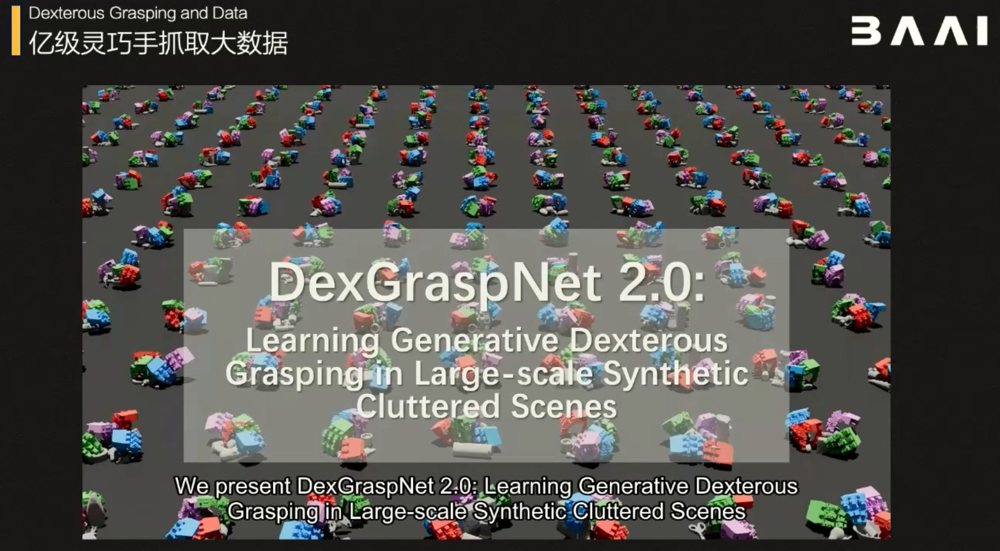 Dexterous Grasping and Data
亿级灵巧手抓取大数据
BAAI
DexGraspNet 2.0:
Learning Generative Dexterous
Grasping in Large-scale Synthetic
Cluttered Scenes
We present DexGraspNet 2.0: Learning Generative Dexterous
Grasping in Large-scale Synthetic Cluttered Scenes